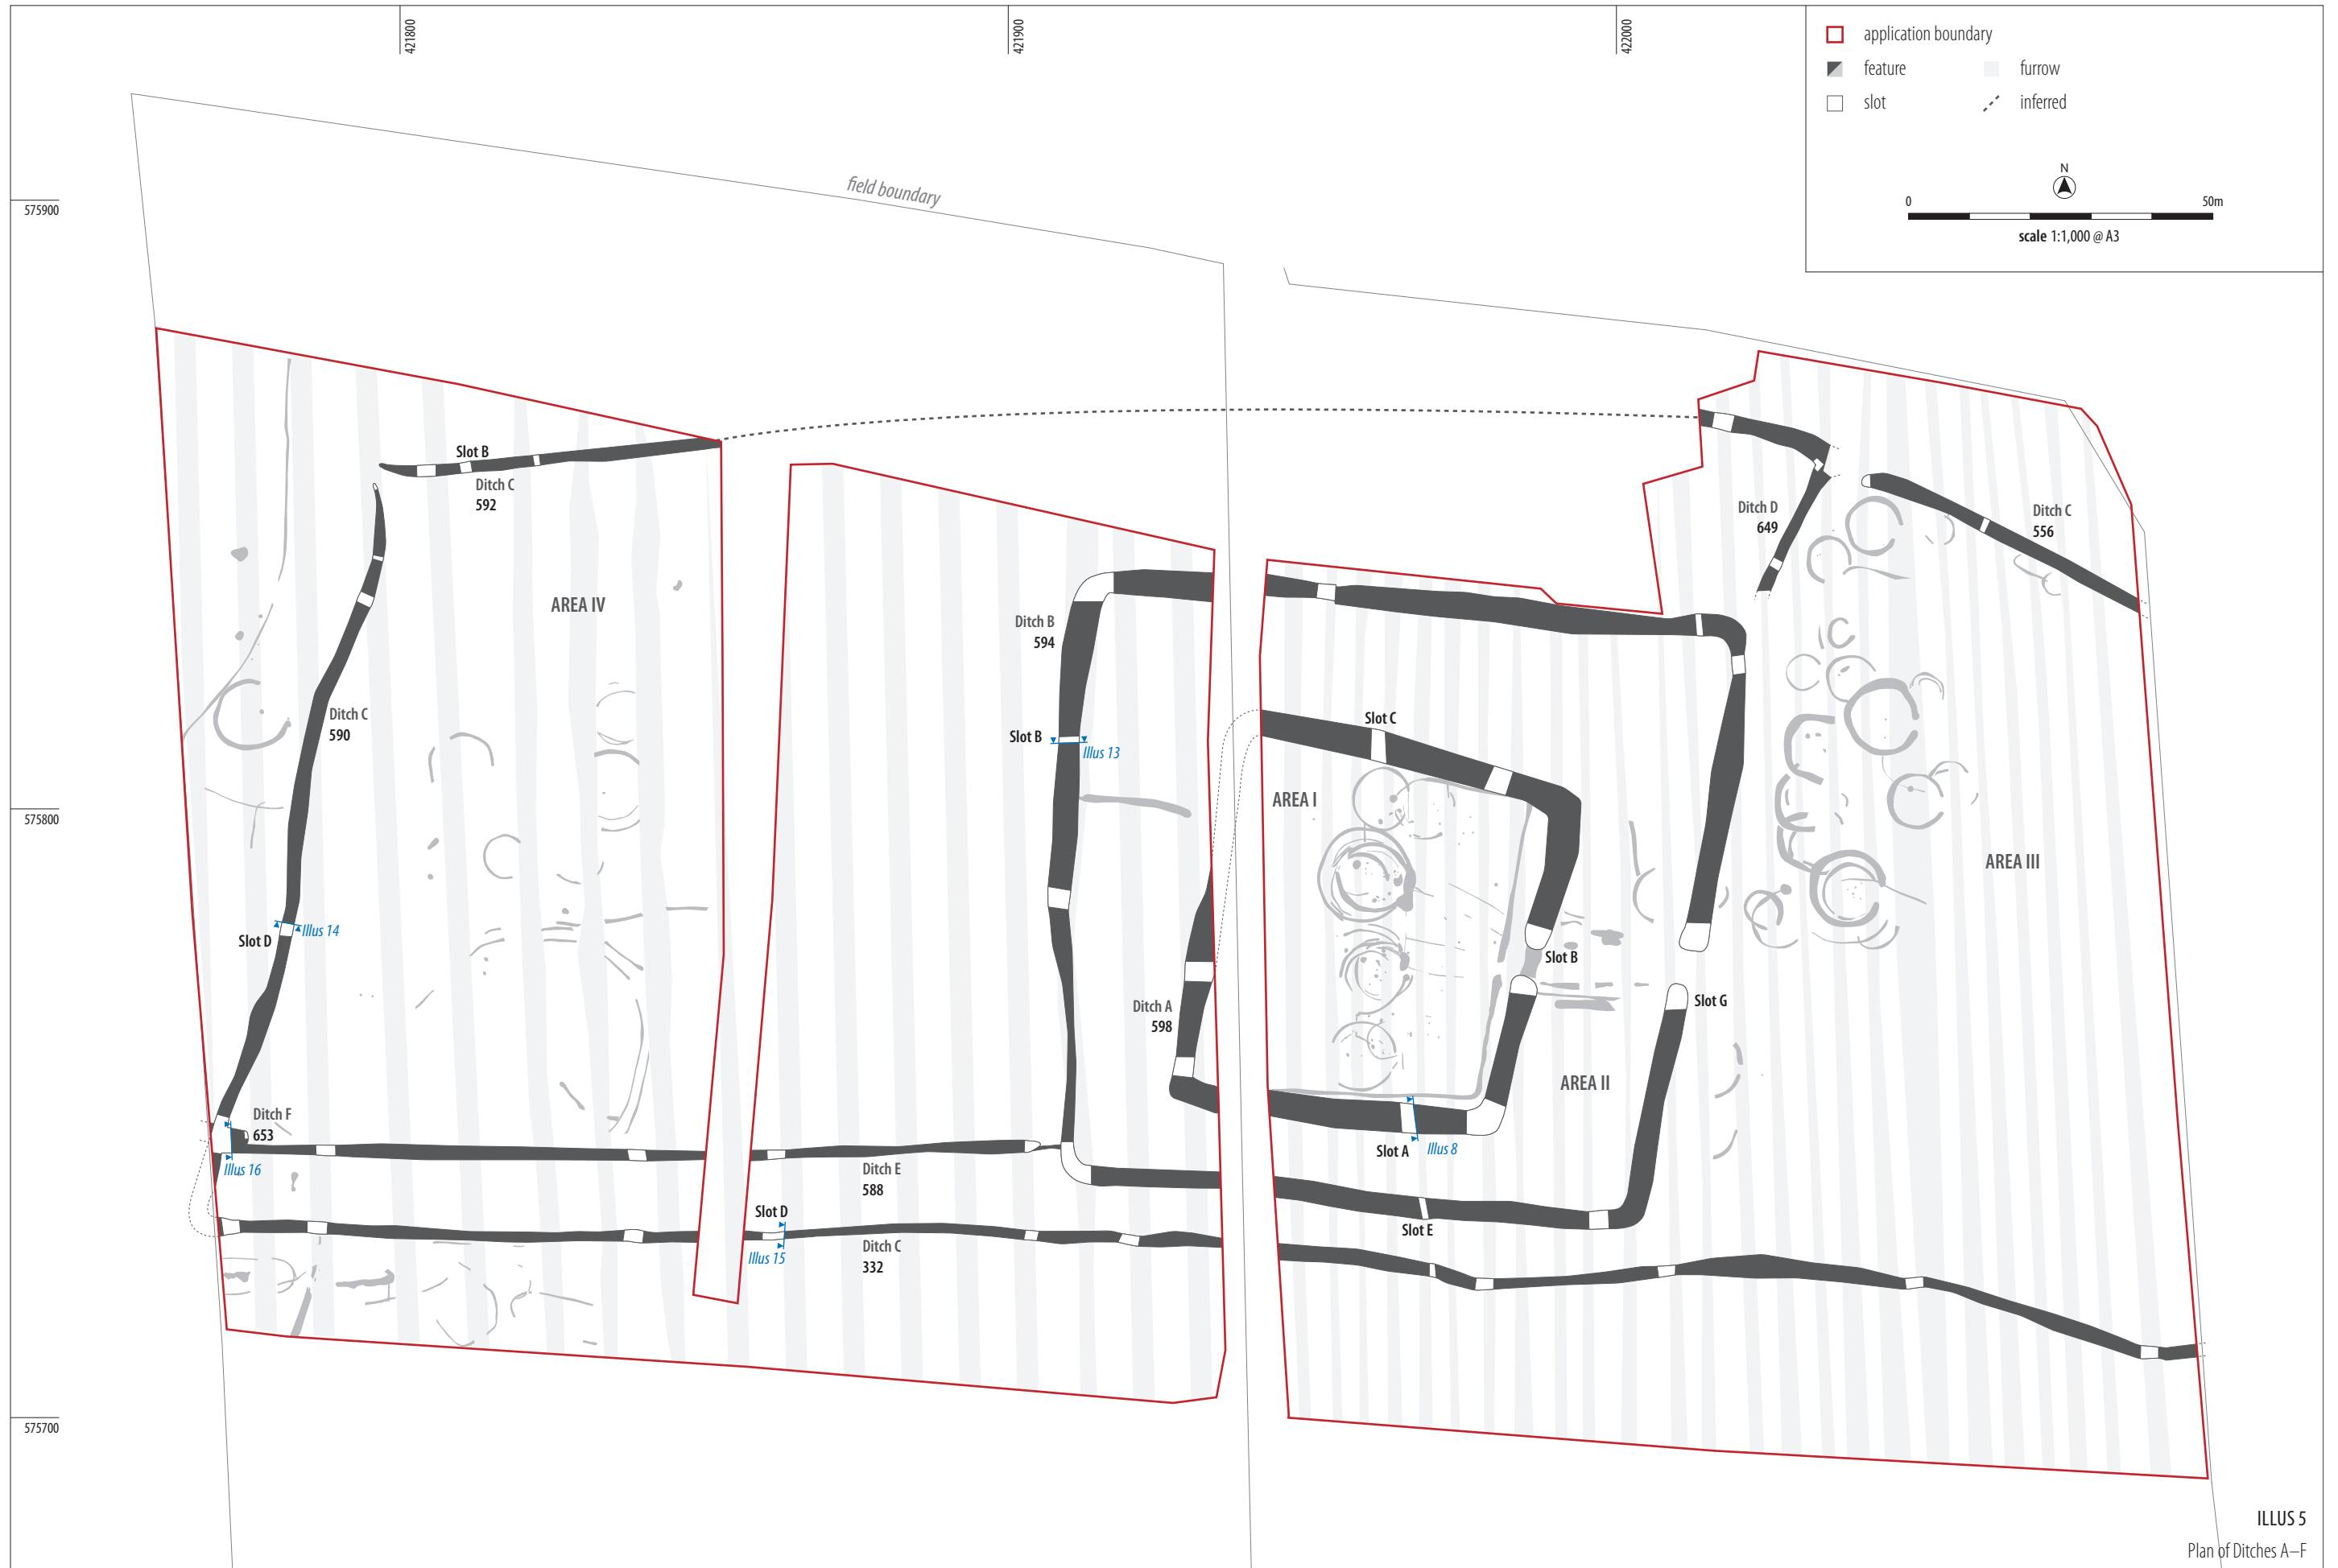 421800
421900
422000
application boundary
feature
furrow
slot
inferred
N
0
50m
scale 1:1,000 @ A3
field boundary
575900
Slot B
Ditch C
592
Ditch D
649
Ditch C
556
AREA IV
Ditch B
594
Ditch C
590
Slot B
Illus 13
Slot C
AREA I
575800
AREA III
Illus 14
Slot D
Slot B
Ditch A
598
Slot G
AREA II
Ditch F
653
Illus 16
Slot A
Illus 8
Ditch E
588
Slot D
Illus 15
Ditch C
332
Slot E
575700
ILLUS 5
Plan of Ditches A–F